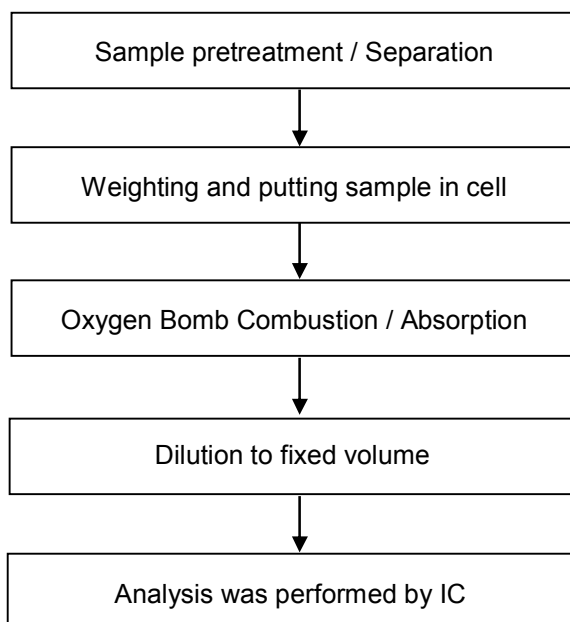 Sample pretreatment / Separation
Weighting and putting sample in cell
Oxygen Bomb Combustion / Absorption
Dilution to fixed volume
Analysis was performed by IC